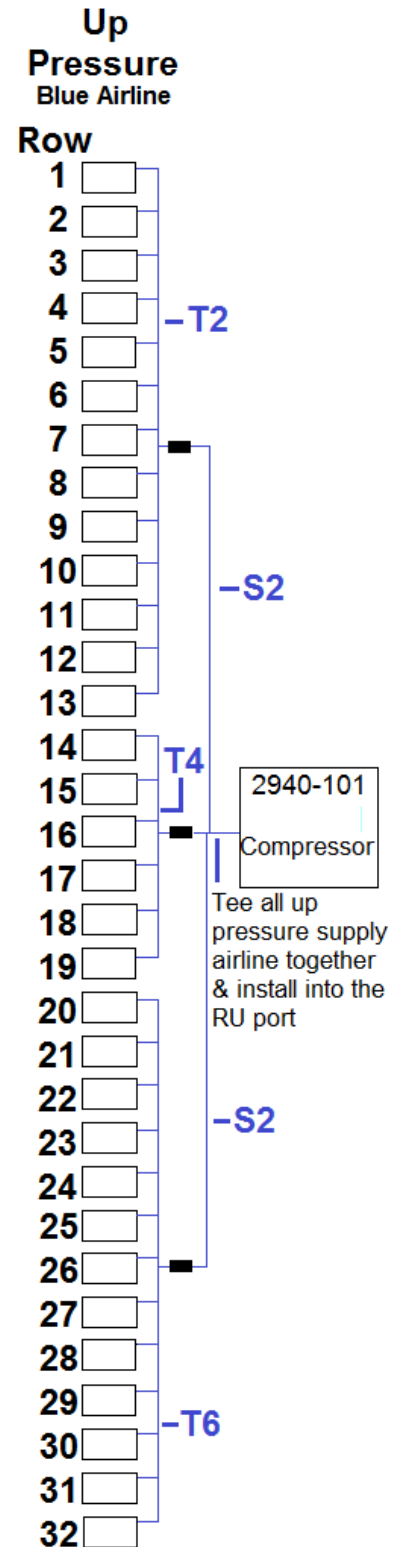 Up
Pressure
Blue Airline
Row
1
2
3
4
–T2
5
6
7
8
9
10
–S2
11
12
13
14
T4
15
2940-101
16
Compressor
17
Tee all up
18
pressure supply
19
airline together
& install into the
20
RU port
21
22
23
–S2
24
25
26
27
28
29
–T6
30
31
32